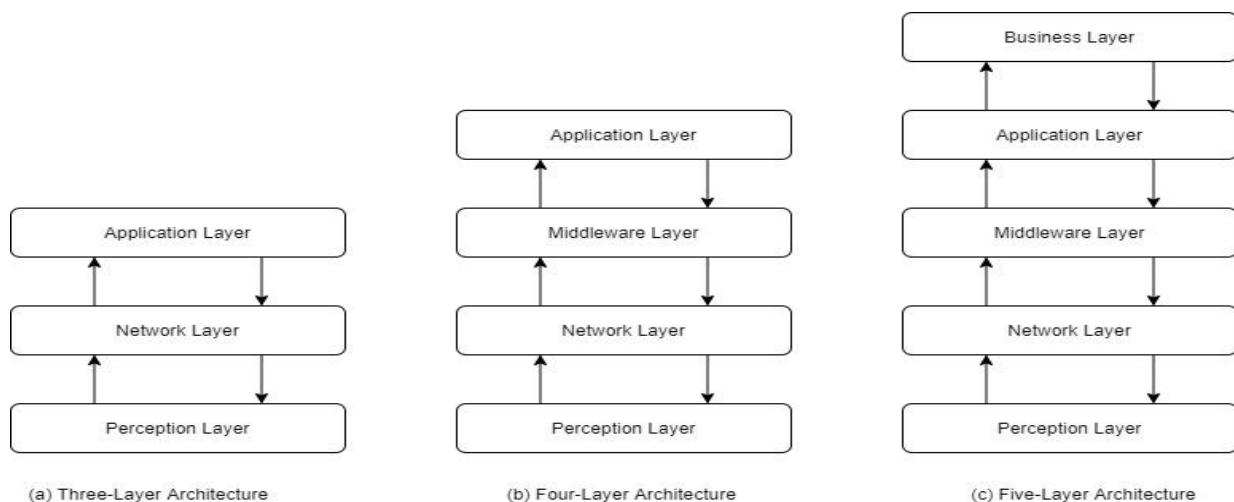 Application Layer
Network Layer
Perception Layer
(a) Three-Layer Architecture
Application Layer
Middleware Layer
Network Layer
Perception Layer
(b) Four-Layer Architecture
Business Layer
Application Layer
Middleware Layer
Network Layer
Perception Layer
(c) Five-Layer Architecture